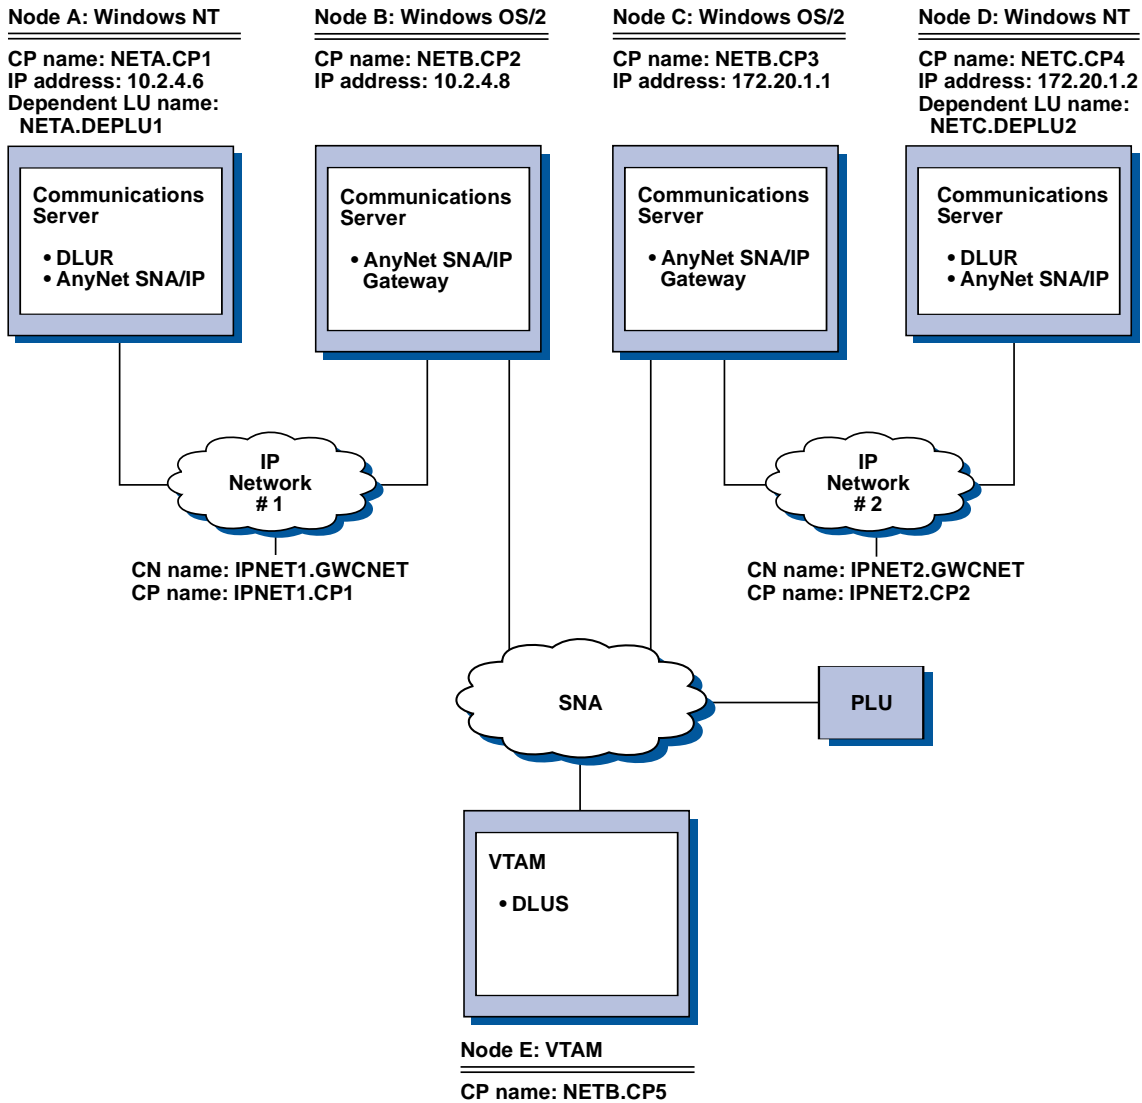 Node A: Windows NT
CP name: NETA.CP1
IP address: 10.2.4.6
Dependent LU name:
NETA.DEPLU1
Communications
Server
• DLUR
• AnyNet SNA/IP
Node B: Windows OS/2
CP name: NETB.CP2
IP address: 10.2.4.8
Communications
Server
• AnyNet SNA/IP
Gateway
Node C: Windows OS/2
CP name: NETB.CP3
IP address: 172.20.1.1
Communications
Server
• AnyNet SNA/IP
Gateway
Node D: Windows NT
CP name: NETC.CP4
IP address: 172.20.1.2
Dependent LU name:
NETC.DEPLU2
Communications
Server
• DLUR
• AnyNet SNA/IP
IP
Network
# 1
CN name: IPNET1.GWCNET
CP name: IPNET1.CP1
IP
Network
# 2
CN name: IPNET2.GWCNET
CP name: IPNET2.CP2
SNA
PLU
VTAM
• DLUS
Node E: VTAM
CP name: NETB.CP5